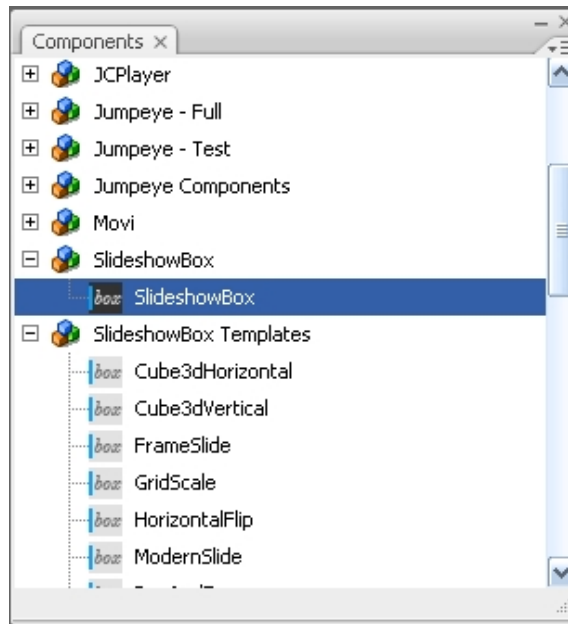 Components
JCPlayer
Jumpeye - Full
Jumpeye - Test
Jumpeye Components
Movi
SlideshowBox
box SlideshowBox
SlideshowBox Templates
box Cube3dHorizontal
box Cube3dVertical
box FrameSlide
box GridScale
box HorizontalFlip
box ModernSlide